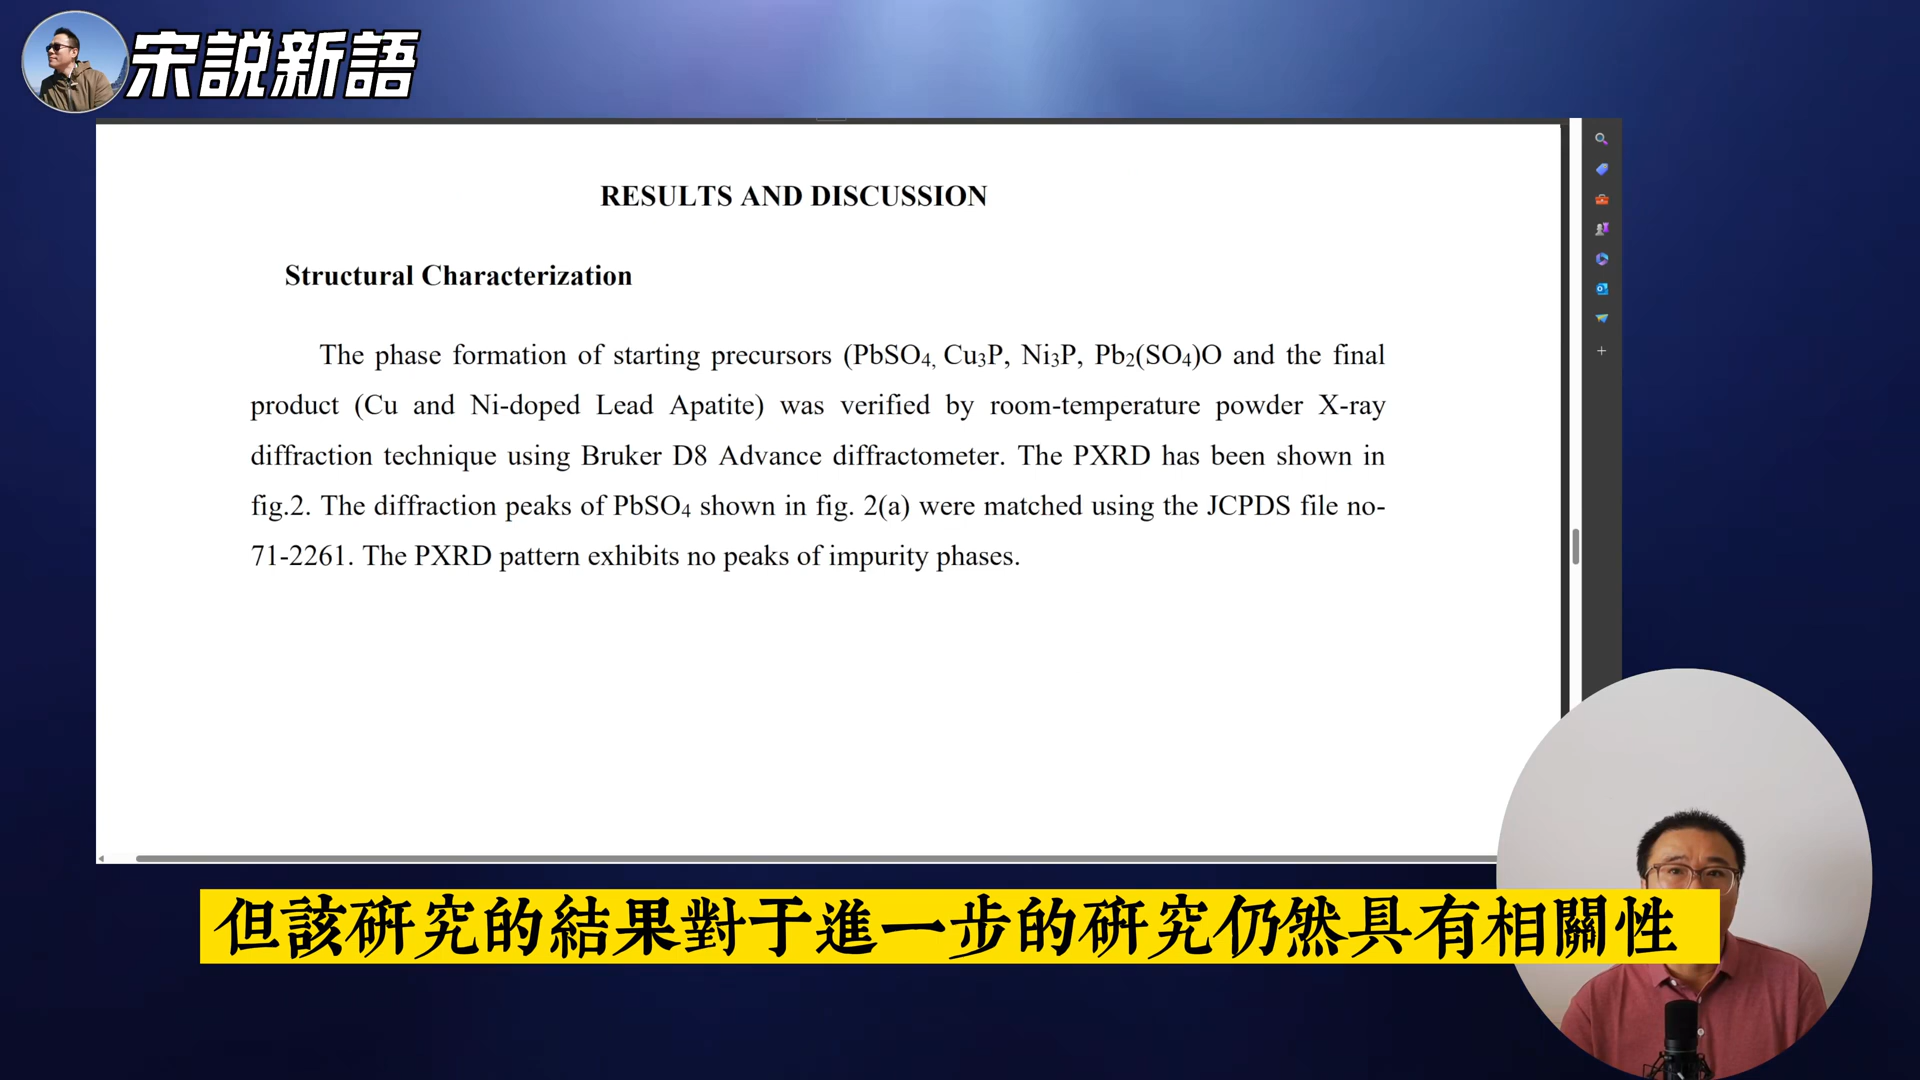 宋説新語
RESULTS AND DISCUSSION
Structural Characterization
The phase formation of starting precursors (PbSO₄, Cu₃P, Ni₃P, Pb₂(SO₄)O and the final
product (Cu and Ni-doped Lead Apatite) was verified by room-temperature powder X-ray
diffraction technique using Bruker D8 Advance diffractometer. The PXRD has been shown in
fig.2. The diffraction peaks of PbSO₄ shown in fig. 2(a) were matched using the JCPDS file no-
71-2261. The PXRD pattern exhibits no peaks of impurity phases.
但該研究的結果對于進一步的研究仍然具有相關性